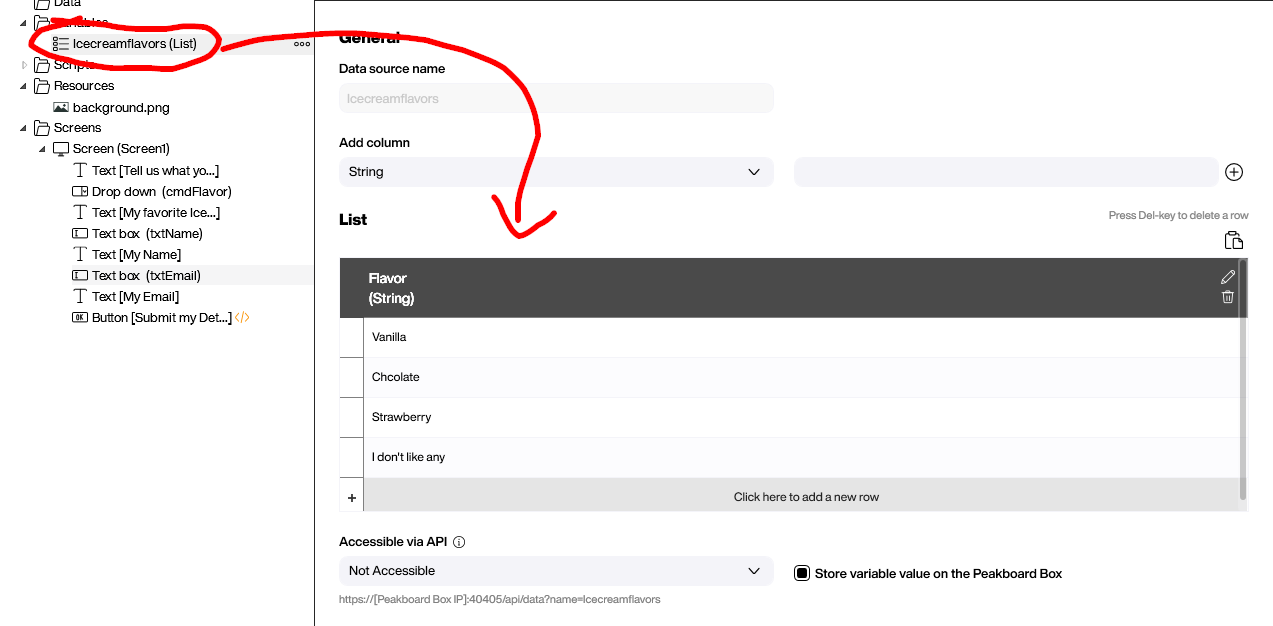 Data
Variables
Icecreamflavors (List)
Scripts
Resources
background.png
Screens
Screen (Screen1)
Text [Tell us what yo...]
Drop down (cmdFlavor)
Text [My favorite Ice...]
Text box (txtName)
Text [My Name]
Text box (txtEmail)
Text [My Email]
OK Button [Submit my Det...] </>
General
Data source name
Icecreamflavors
Add column
String
List
Press Del-key to delete a row
Flavor
(String)
Vanilla
Chcolate
Strawberry
I don't like any
+ Click here to add a new row
Accessible via API
Not Accessible
Store variable value on the Peakboard Box
https://[Peakboard Box IP]:40405/api/data?name=Icecreamflavors